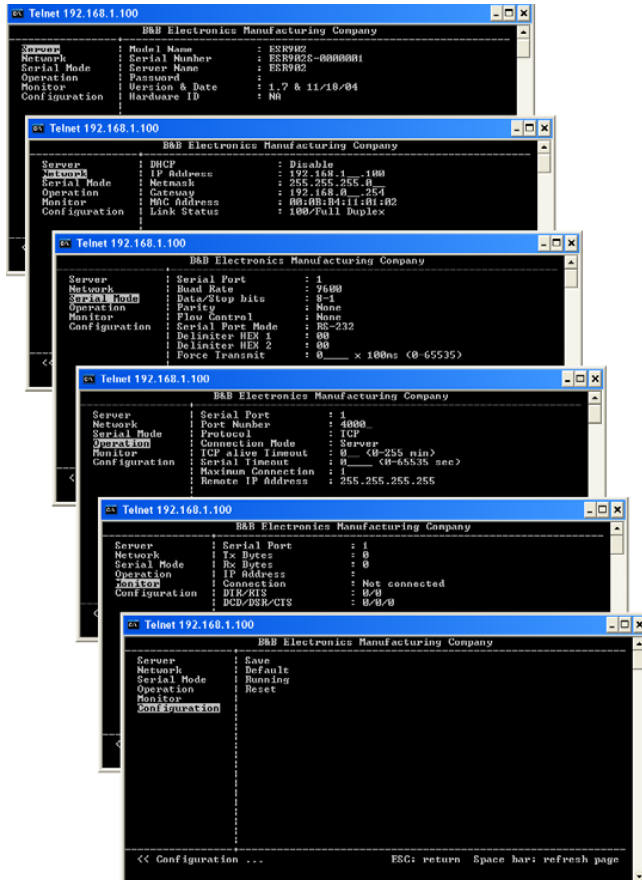 Telnet 192.168.1.100
B&B Electronics Manufacturing Company
Server Model Name : ESR902
Network Serial Number : ESR902S-0000001
Serial Mode Server Name : ESR902
Operation Password :
Monitor Version & Date : 1.7 & 11/18/04
Configuration Hardware ID : NA
Telnet 192.168.1.100
B&B Electronics Manufacturing Company
Server DHCP : Disable
Network IP Address : 192.168.1__.100
Serial Mode Netmask : 255.255.255.0__
Operation Gateway : 192.168.0__.254
Monitor MAC Address : 00:0B:B4:11:01:02
Configuration Link Status : 100/Full Duplex
Telnet 192.168.1.100
B&B Electronics Manufacturing Company
Server Serial Port : 1
Network Buad Rate : 9600
Serial Mode Data/Stop bits : 8-1
Operation Parity : None
Monitor Flow Control : None
Configuration Serial Port Mode : RS-232
Delimiter HEX 1 : 00
Delimiter HEX 2 : 00
Force Transmit : 0____ x 100ms (0-65535)
<<
Telnet 192.168.1.100
B&B Electronics Manufacturing Company
Server Serial Port : 1
Network Port Number : 4000_
Serial Mode Protocol : TCP
Operation Connection Mode : Server
Monitor TCP alive Timeout : 0__ (0-255 min)
Configuration Serial Timeout : 0____ (0-65535 sec)
Maximum Connection : 1
Remote IP Address : 255.255.255.255
Telnet 192.168.1.100
B&B Electronics Manufacturing Company
Server Serial Port : 1
Network Tx Bytes : 0
Serial Mode Rx Bytes : 0
Operation IP Address :
Monitor Connection : Not connected
Configuration DTR/RTS : 0/0
DCD/DSR/CTS : 0/0/0
Telnet 192.168.1.100
B&B Electronics Manufacturing Company
Server Save
Network Default
Serial Mode Running
Operation Reset
Monitor
Configuration
<< Configuration ... ESC: return Space bar: refresh page